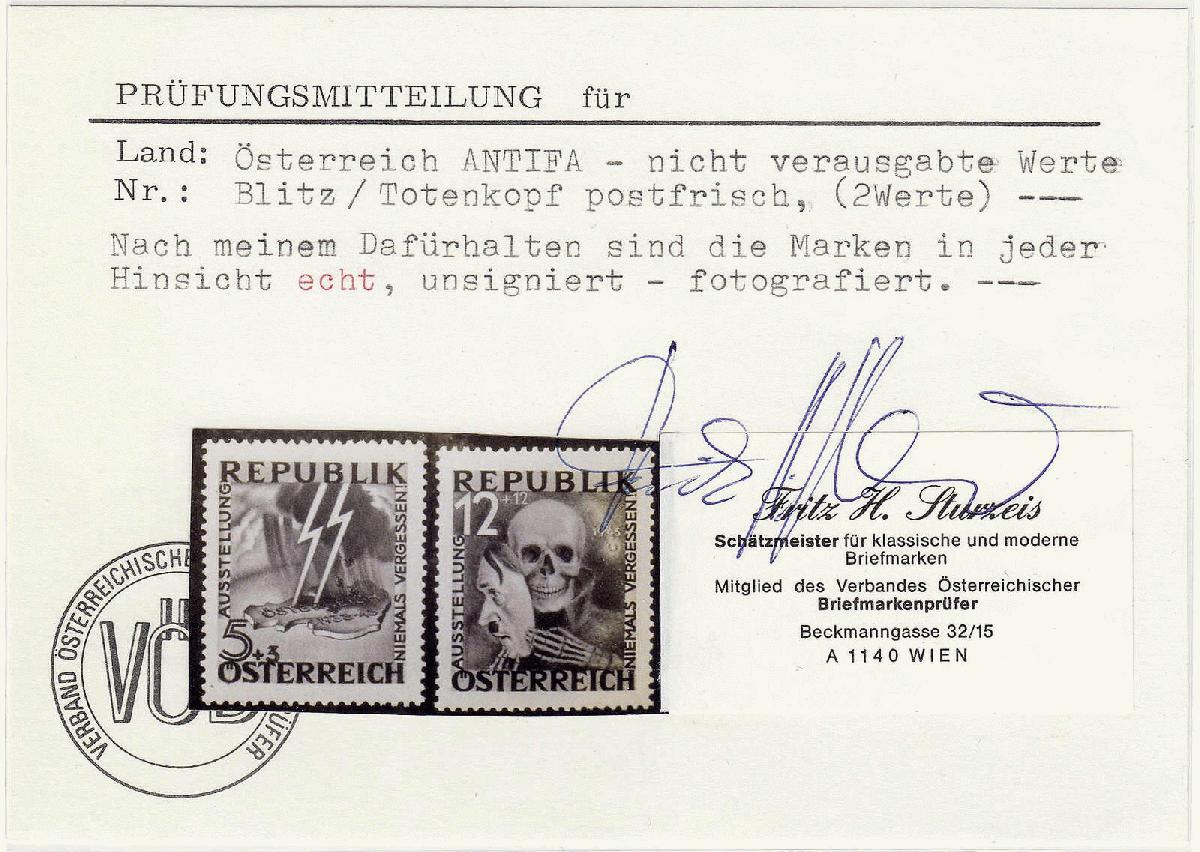 PRÜFUNGSMITTEILUNG für
Land: Österreich ANTIFA - nicht verausgabte Werte
Nr.: Blitz/Totenkopf postfrisch, (2Werte) ---
Nach meinem Dafürhalten sind die Marken in jeder
Hinsicht echt, unsigniert - fotografiert. ---
REPUBLIK
AUSSTELLUNG
NIEMALS VERGESSEN!
5+3
ÖSTERREICH
REPUBLIK
12+12
AUSSTELLUNG
NIEMALS VERGESSEN!
ÖSTERREICH
Fritz H. Sturzeis
Schätzmeister für klassische und moderne
Briefmarken
Mitglied des Verbandes Österreichischer
Briefmarkenprüfer
Beckmanngasse 32/15
A 1140 WIEN
VERBAND ÖSTERREICHISCHE
ÜFER
VÖB